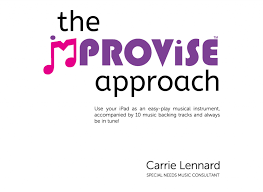 the
iMPROViSE™
approach
Use your iPad as an easy-play musical instrument,
accompanied by 10 music backing tracks and always
be in tune!
Carrie Lennard
SPECIAL NEEDS MUSIC CONSULTANT